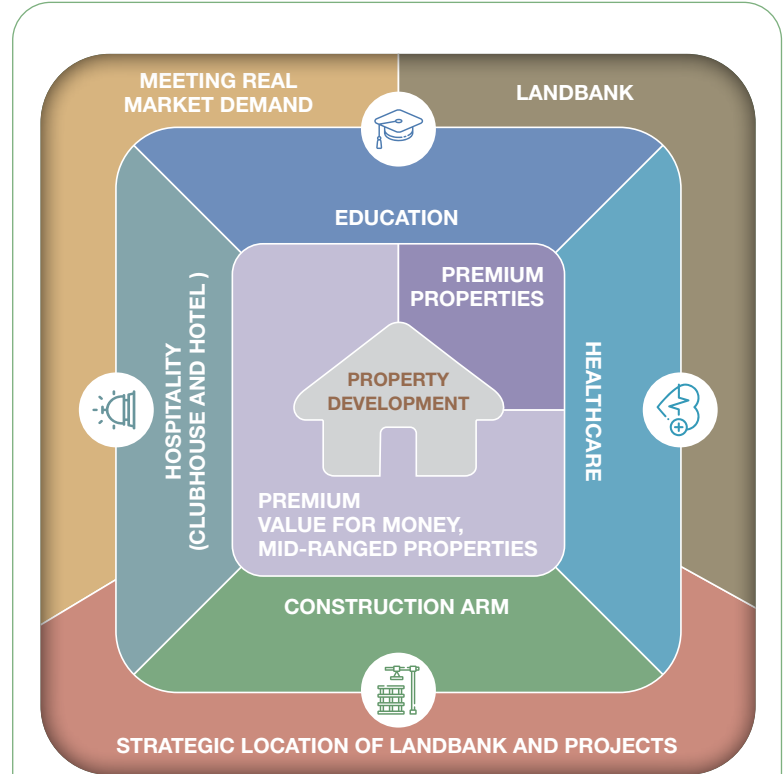 MEETING REAL
MARKET DEMAND
LANDBANK
EDUCATION
PREMIUM
PROPERTIES
HOSPITALITY
(CLUBHOUSE AND HOTEL )
PROPERTY
DEVELOPMENT
HEALTHCARE
PREMIUM
VALUE FOR MONEY,
MID-RANGED PROPERTIES
CONSTRUCTION ARM
STRATEGIC LOCATION OF LANDBANK AND PROJECTS